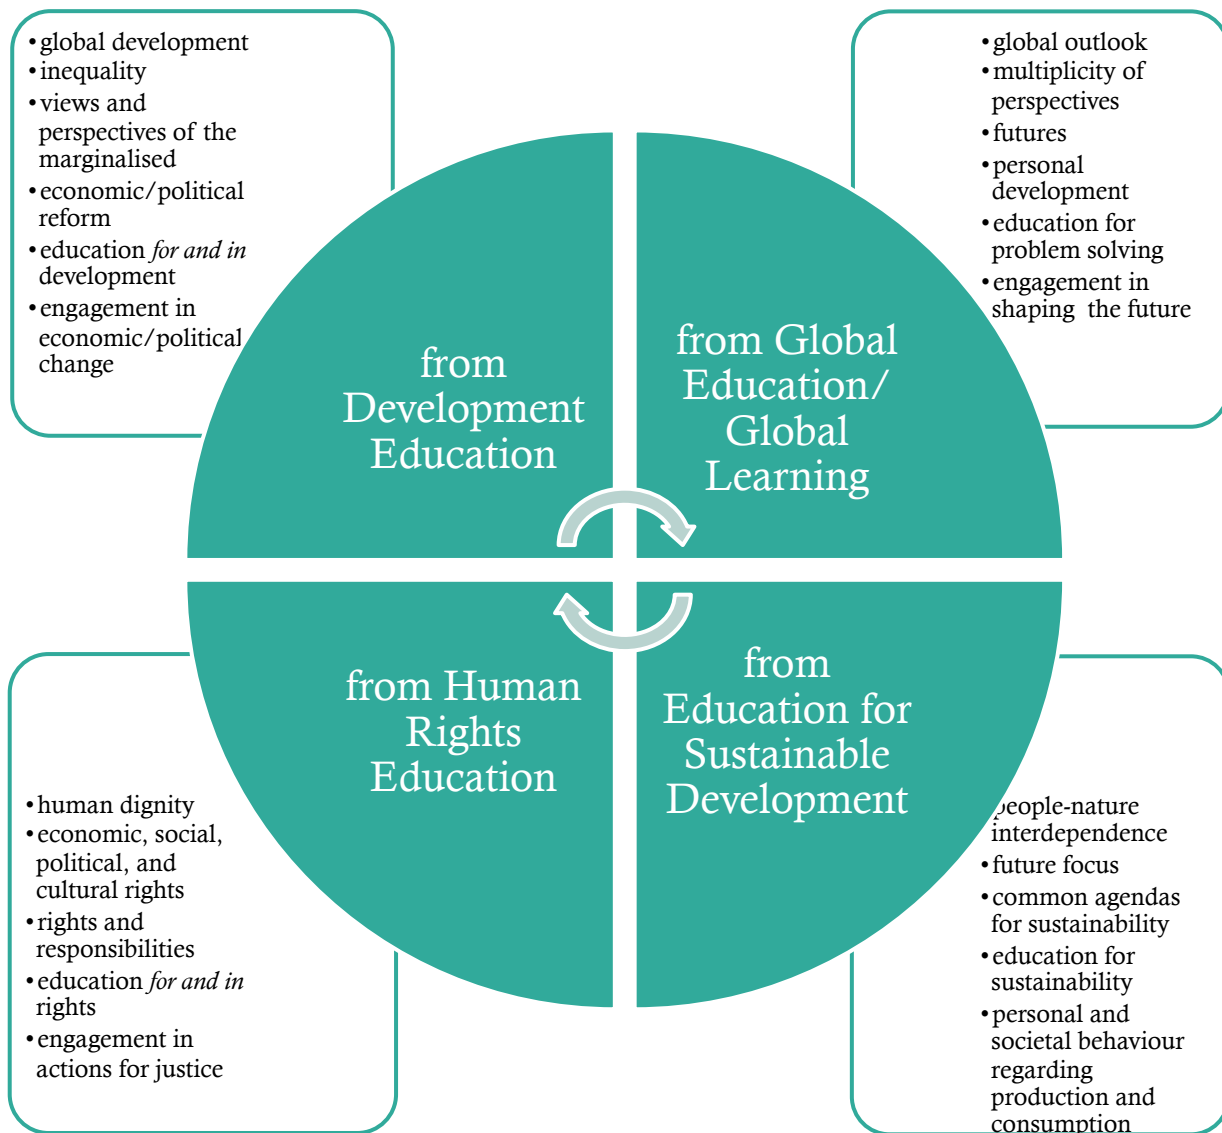 •global development
•inequality
•views and
perspectives of the
marginalised
•economic/political
reform
•education for and in
development
•engagement in
economic/political
change
•global outlook
•multiplicity of
perspectives
•futures
•personal
development
•education for
problem solving
•engagement in
shaping the future
from
Development
Education
from Global
Education/
Global
Learning
from Human
Rights
Education
from
Education for
Sustainable
Development
•human dignity
•economic, social,
political, and
cultural rights
•rights and
responsibilities
•education for and in
rights
•engagement in
actions for justice
people-nature
interdependence
•future focus
•common agendas
for sustainability
•education for
sustainability
•personal and
societal behaviour
regarding
production and
consumption